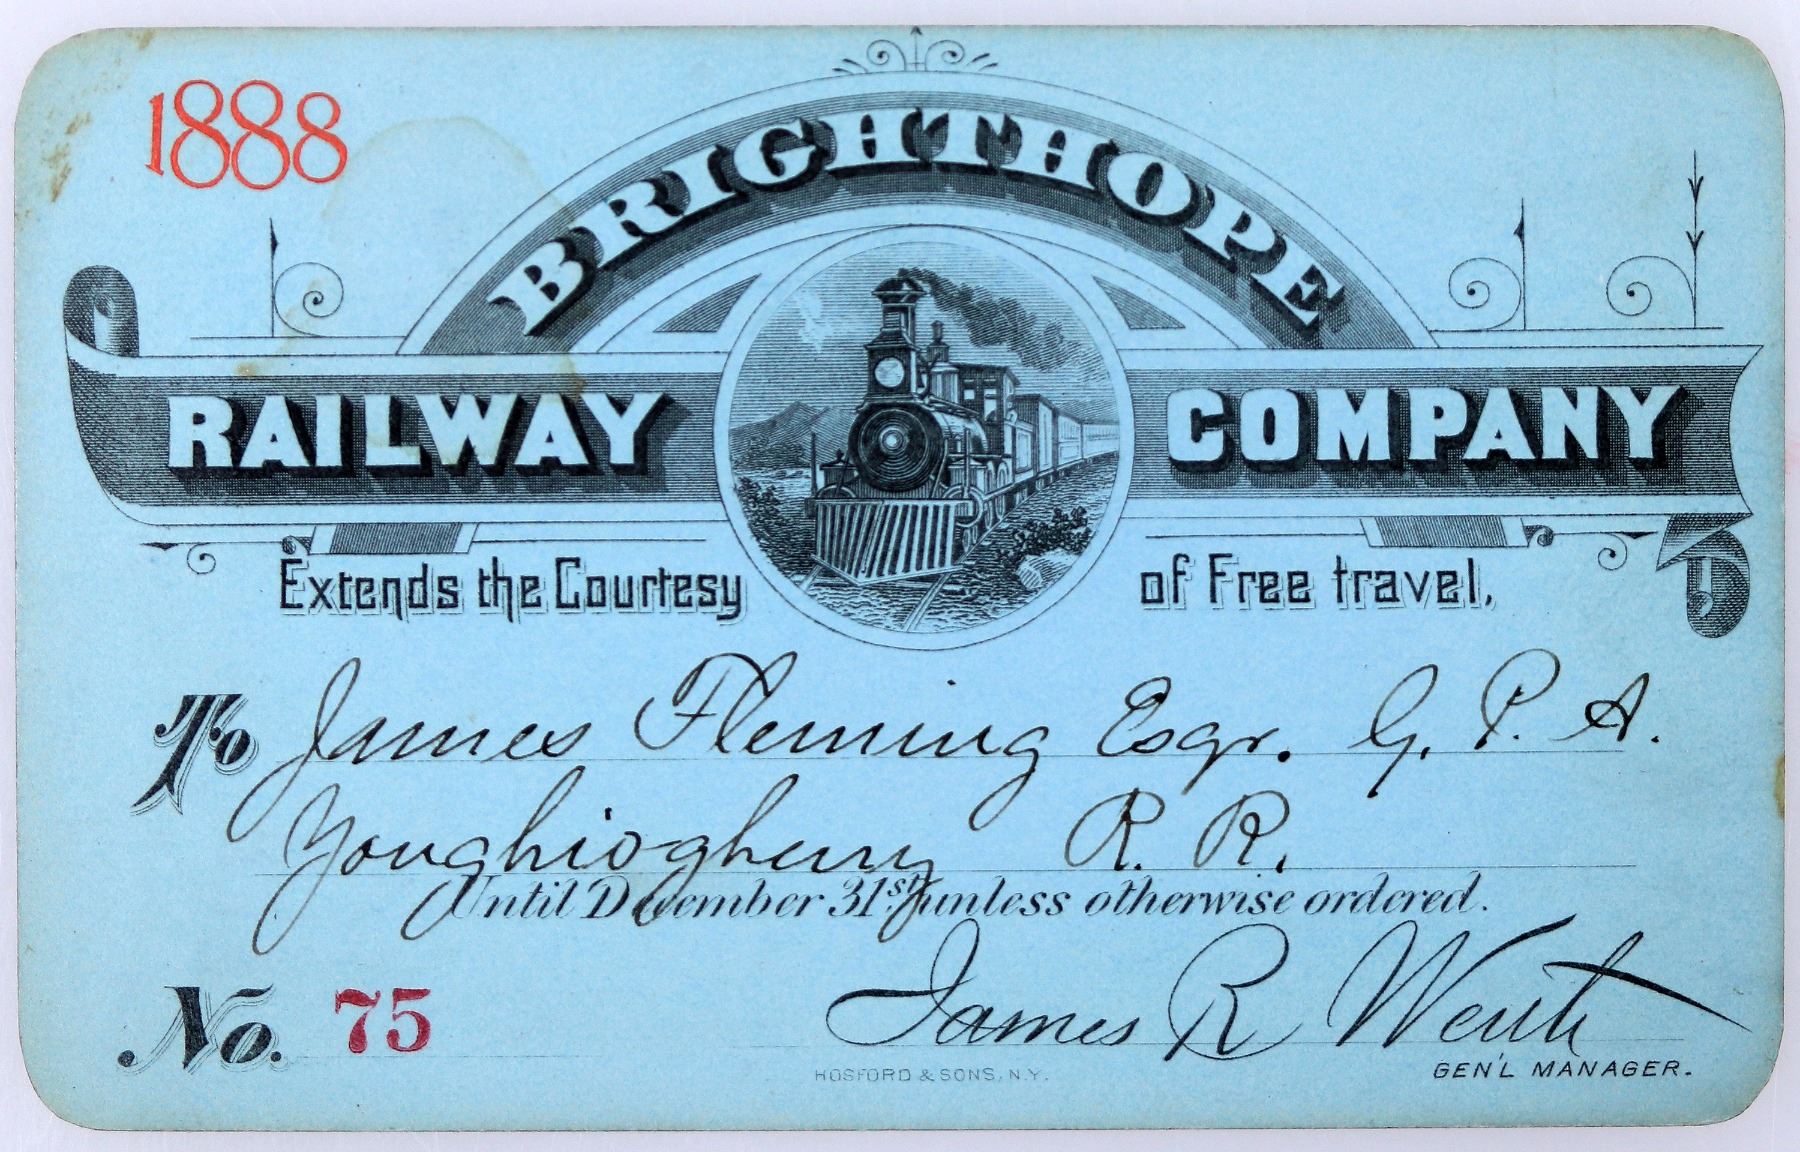 1888
BRIGHTHOPE
RAILWAY COMPANY
Extends the Courtesy of Free travel,
To James Fleming Esqr. G. P. A.
Youghiogheny R. R.
Until December 31st, unless otherwise ordered.
No. 75
James R Werth
GEN'L MANAGER.
HOSFORD & SONS, N.Y.